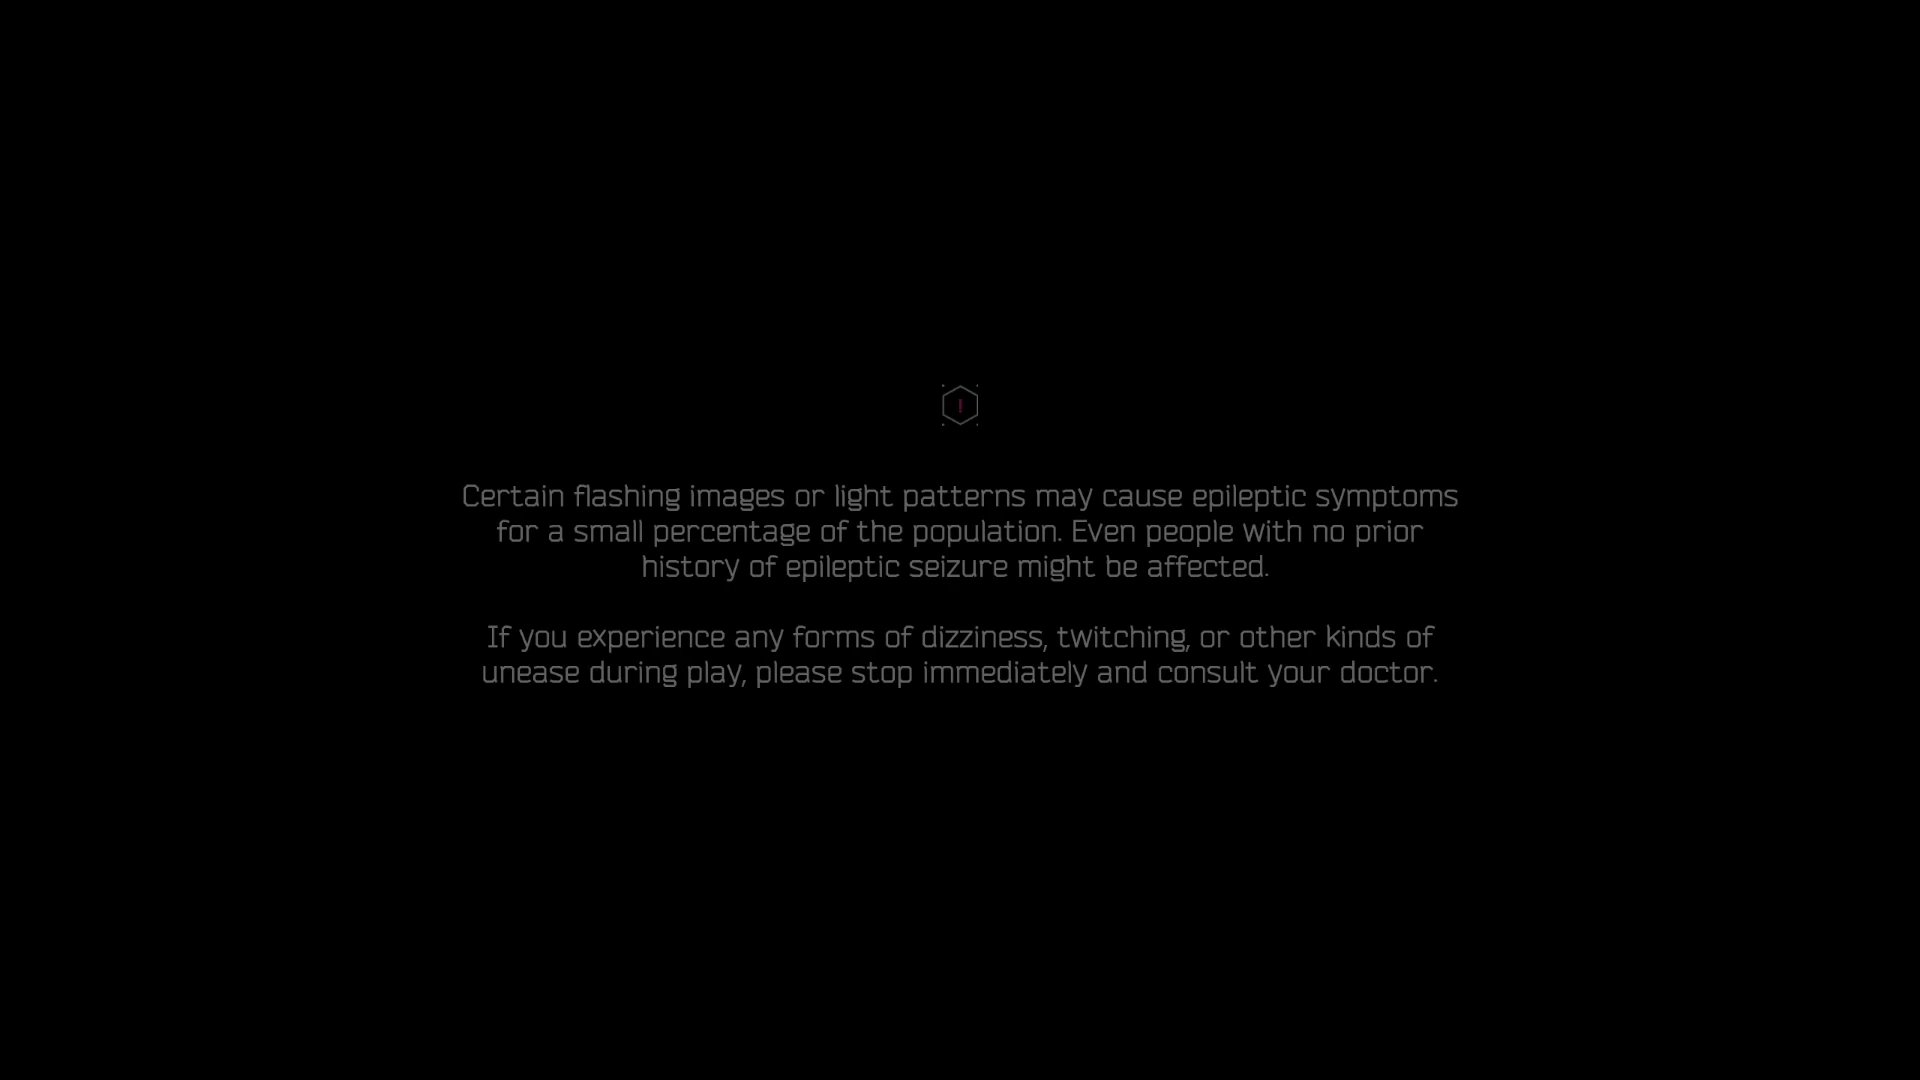 Certain flashing images or light patterns may cause epileptic symptoms
for a small percentage of the population. Even people with no prior
history of epileptic seizure might be affected.
If you experience any forms of dizziness, twitching, or other kinds of
unease during play, please stop immediately and consult your doctor.